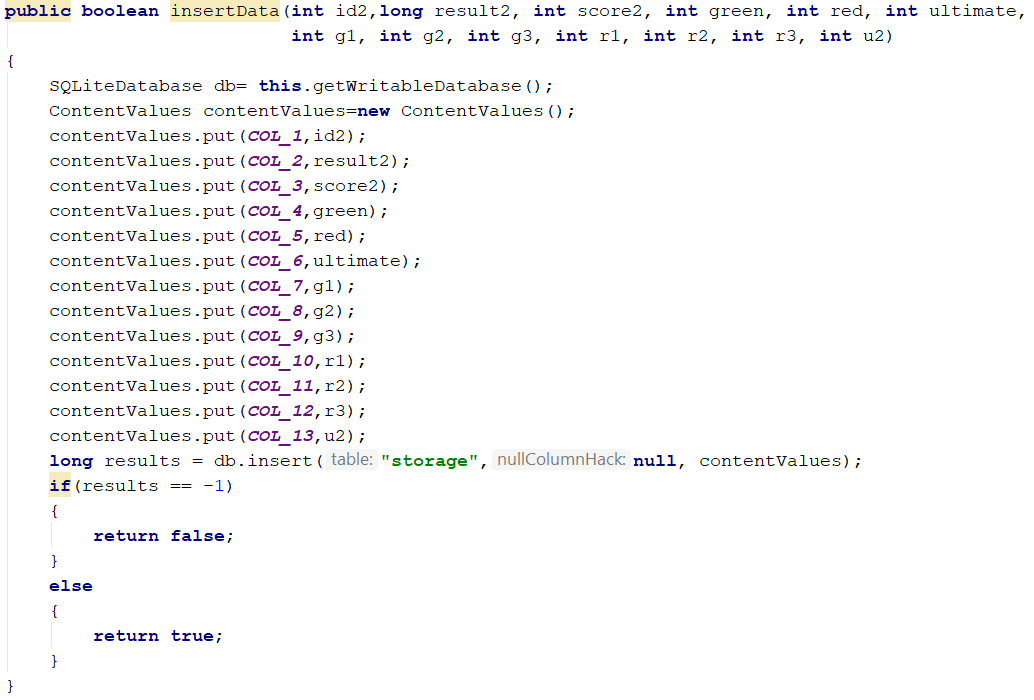 public boolean insertData(int id2,long result2, int score2, int green, int red, int ultimate,
                          int g1, int g2, int g3, int r1, int r2, int r3, int u2)
{
    SQLiteDatabase db= this.getWritableDatabase();
    ContentValues contentValues=new ContentValues();
    contentValues.put(COL_1,id2);
    contentValues.put(COL_2,result2);
    contentValues.put(COL_3,score2);
    contentValues.put(COL_4,green);
    contentValues.put(COL_5,red);
    contentValues.put(COL_6,ultimate);
    contentValues.put(COL_7,g1);
    contentValues.put(COL_8,g2);
    contentValues.put(COL_9,g3);
    contentValues.put(COL_10,r1);
    contentValues.put(COL_11,r2);
    contentValues.put(COL_12,r3);
    contentValues.put(COL_13,u2);
    long results = db.insert( table: "storage", nullColumnHack: null, contentValues);
    if(results == -1)
    {
        return false;
    }
    else
    {
        return true;
    }
}